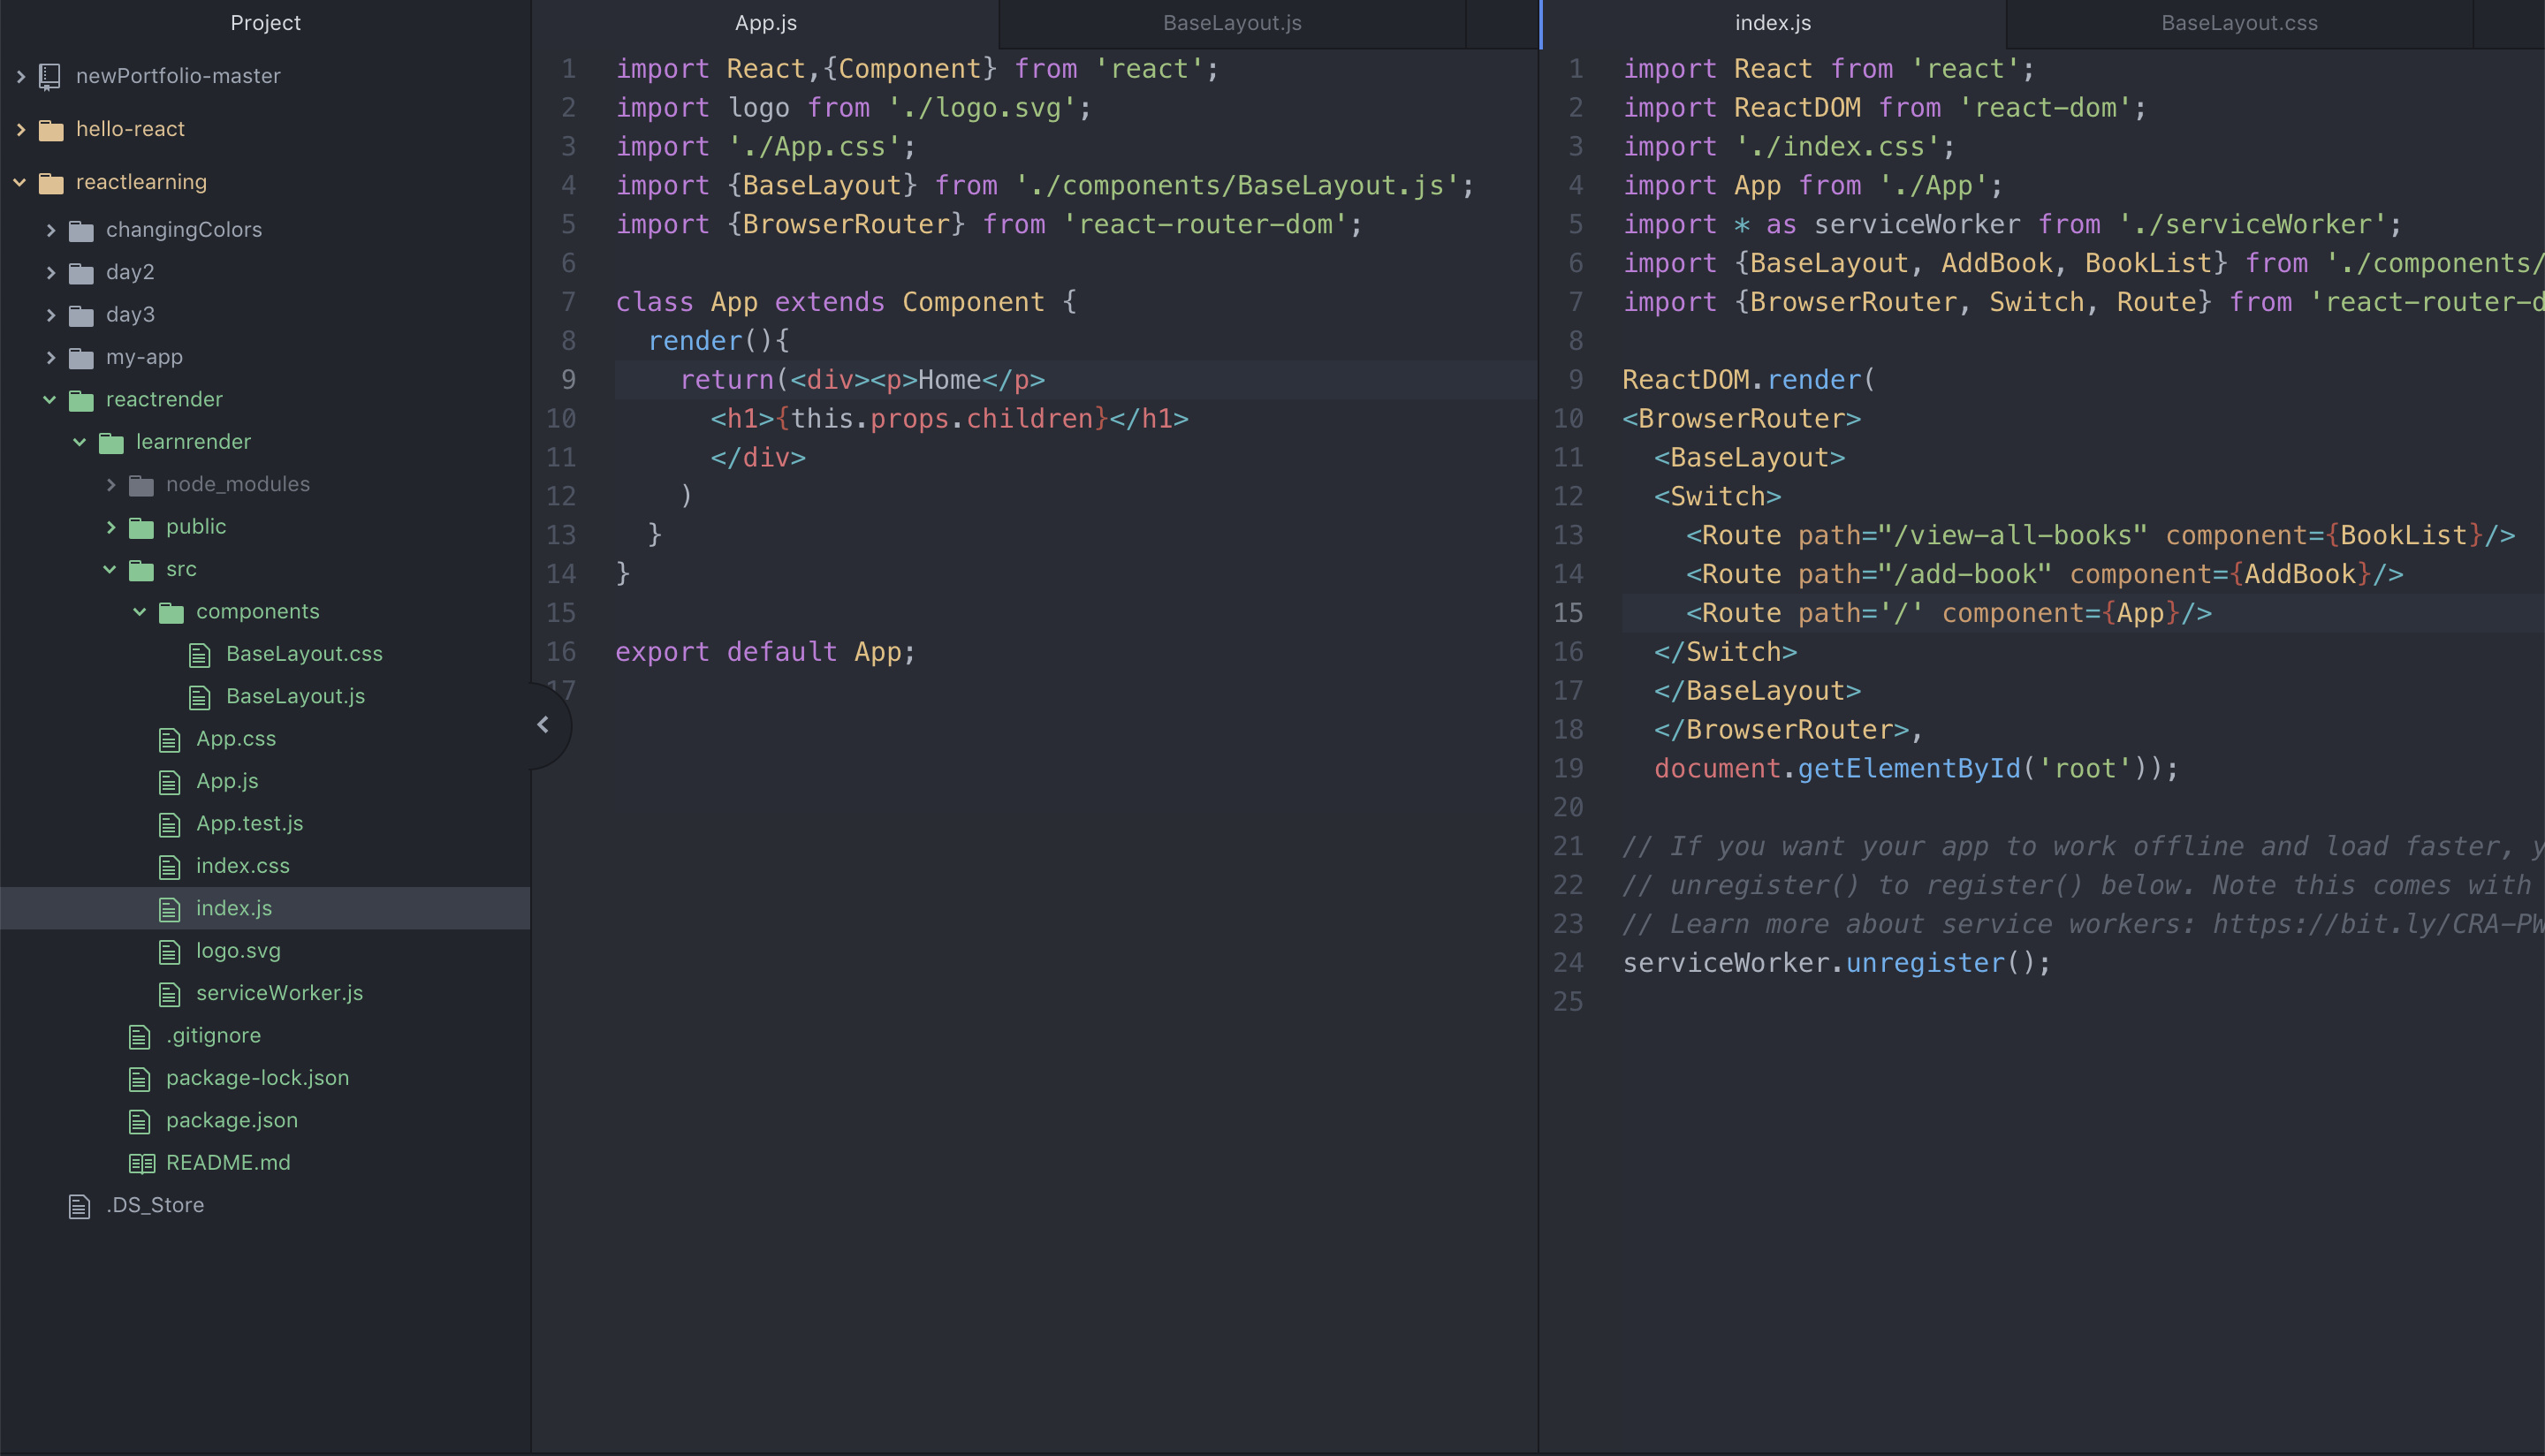 Project
newPortfolio-master
hello-react
reactlearning
changingColors
day2
day3
my-app
reactrender
learnrender
node_modules
public
src
components
BaseLayout.css
BaseLayout.js
App.css
App.js
App.test.js
index.css
index.js
logo.svg
serviceWorker.js
.gitignore
package-lock.json
package.json
README.md
.DS_Store
App.js BaseLayout.js
1 import React,{Component} from 'react';
2 import logo from './logo.svg';
3 import './App.css';
4 import {BaseLayout} from './components/BaseLayout.js';
5 import {BrowserRouter} from 'react-router-dom';
6
7 class App extends Component {
8   render(){
9     return(<div><p>Home</p>
10       <h1>{this.props.children}</h1>
11       </div>
12     )
13   }
14 }
15
16 export default App;
17
index.js BaseLayout.css
1 import React from 'react';
2 import ReactDOM from 'react-dom';
3 import './index.css';
4 import App from './App';
5 import * as serviceWorker from './serviceWorker';
6 import {BaseLayout, AddBook, BookList} from './components/
7 import {BrowserRouter, Switch, Route} from 'react-router-d
8
9 ReactDOM.render(
10 <BrowserRouter>
11   <BaseLayout>
12   <Switch>
13     <Route path="/view-all-books" component={BookList}/>
14     <Route path="/add-book" component={AddBook}/>
15     <Route path='/' component={App}/>
16   </Switch>
17   </BaseLayout>
18   </BrowserRouter>,
19   document.getElementById('root'));
20
21 // If you want your app to work offline and load faster, y
22 // unregister() to register() below. Note this comes with
23 // Learn more about service workers: https://bit.ly/CRA-PW
24 serviceWorker.unregister();
25